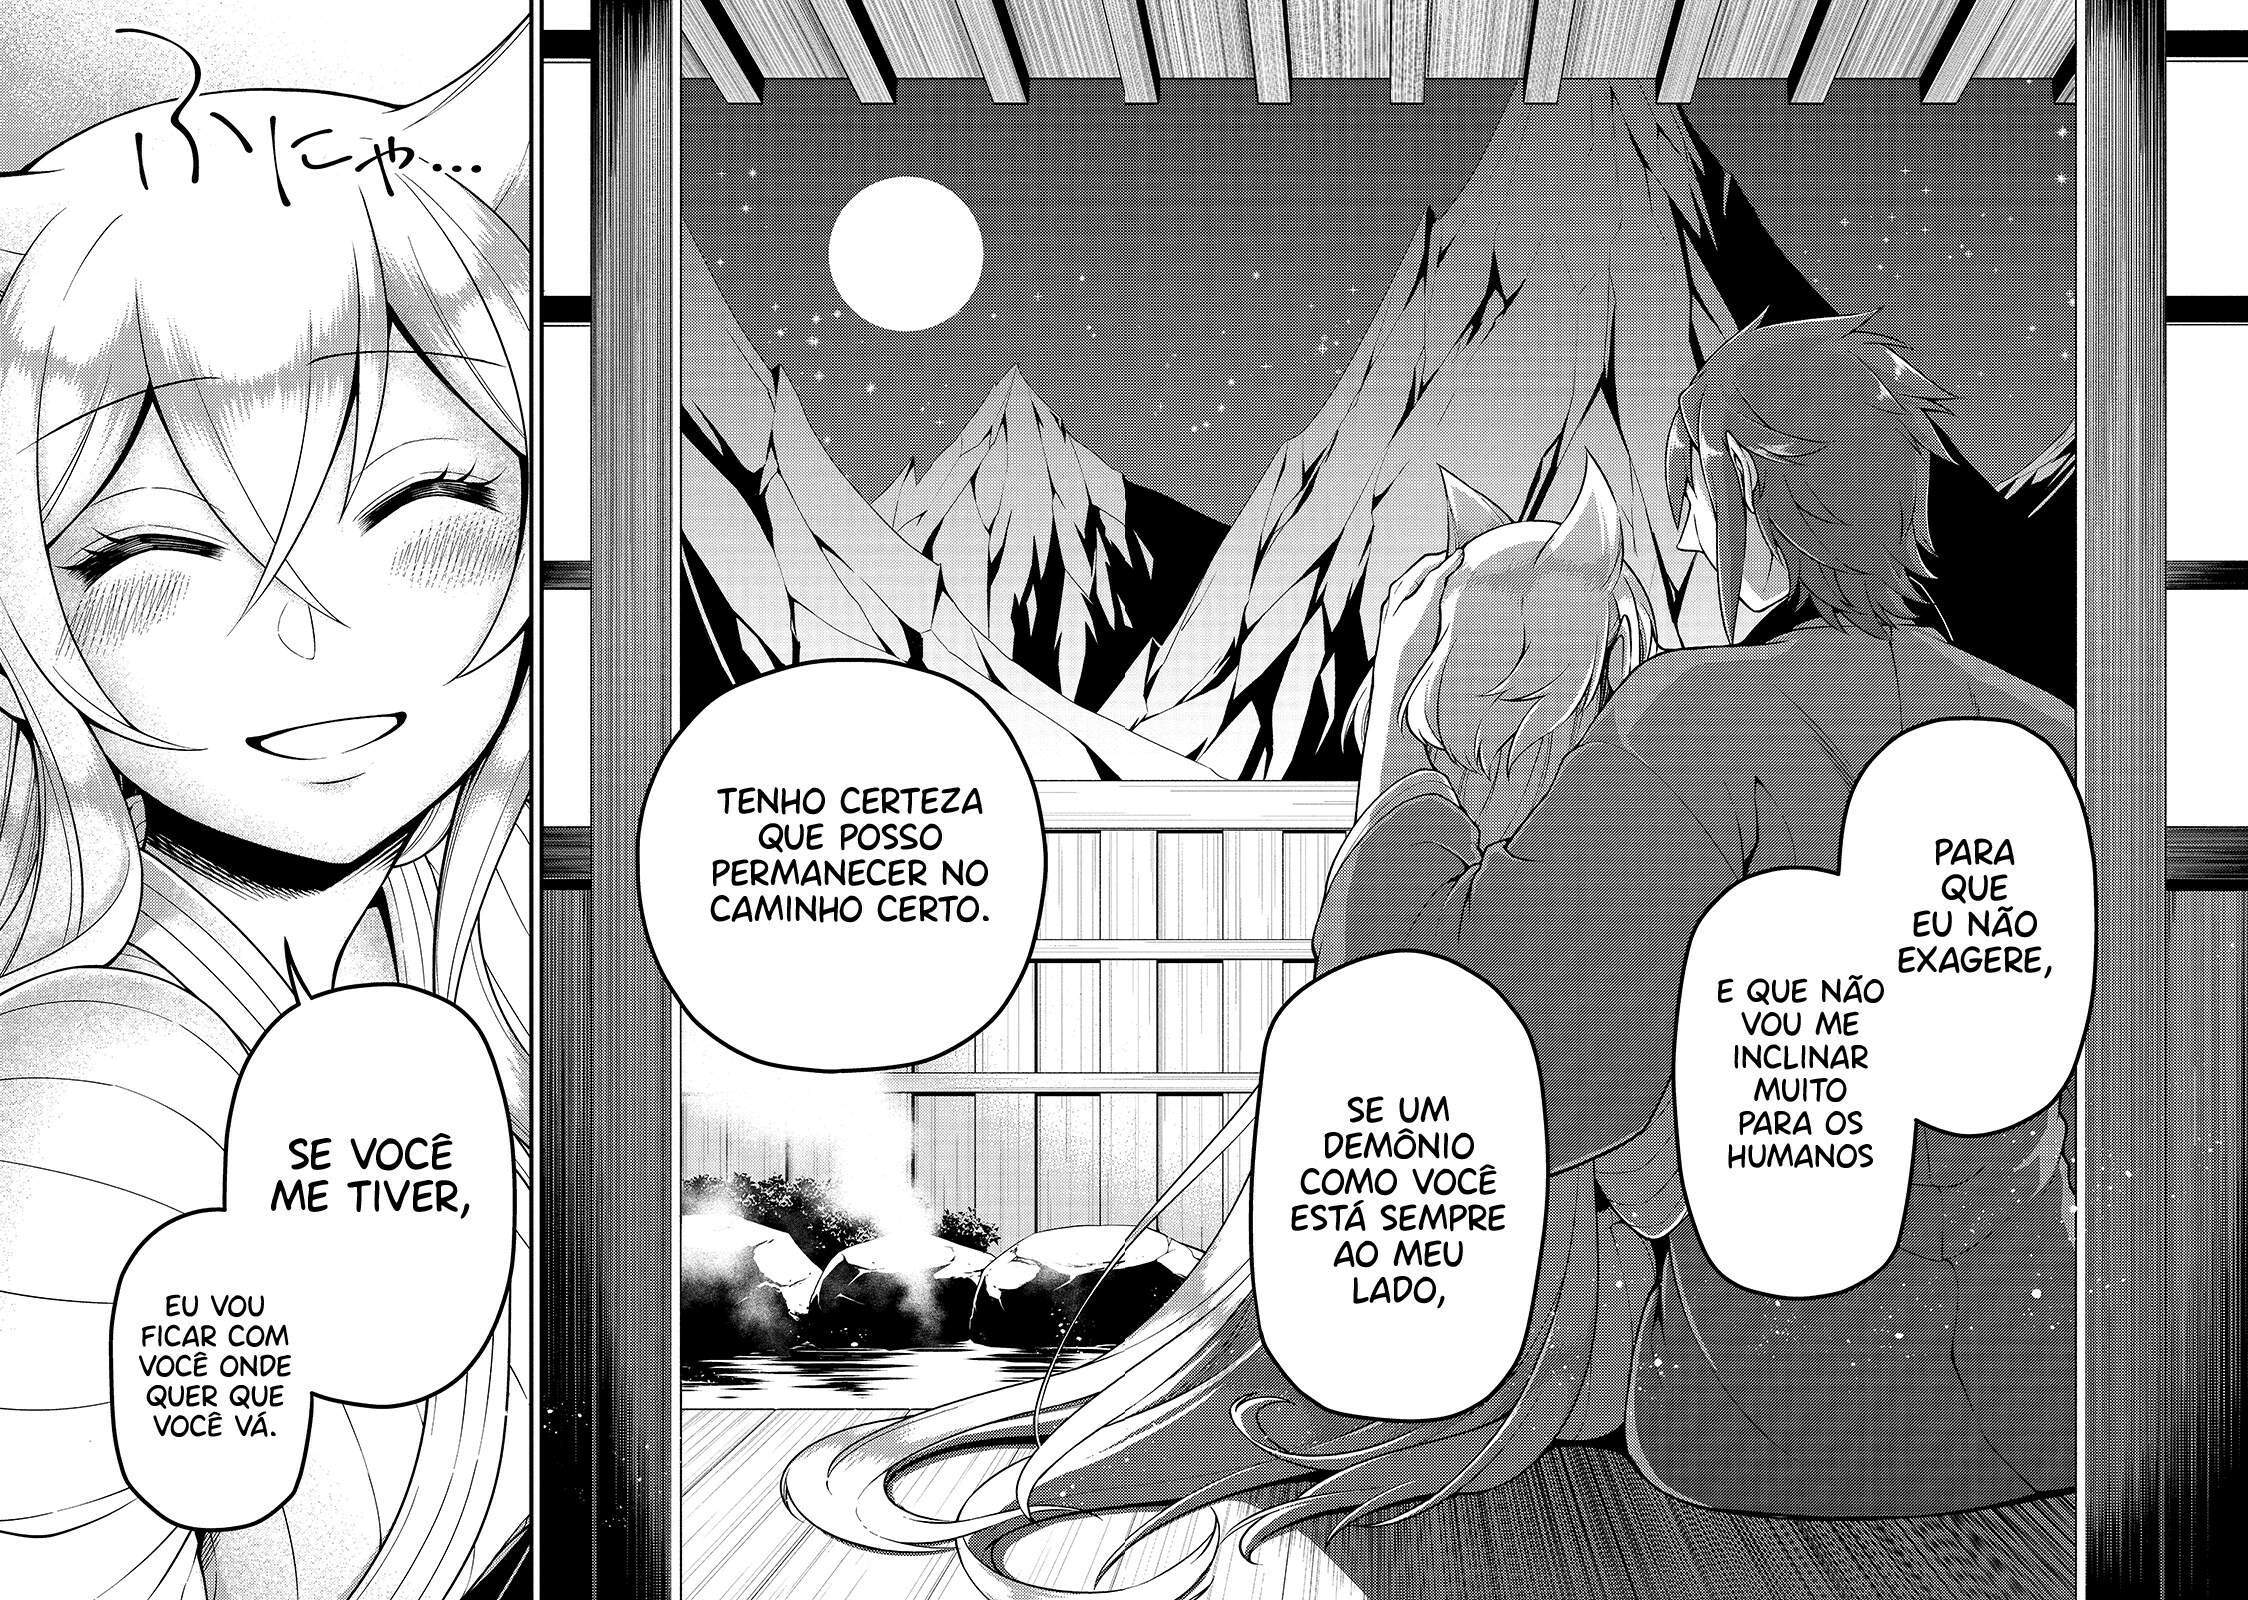 PARA
QUE
EU NÃO
EXAGERE,
E QUE NÃO
VOU ME
INCLINAR
MUITO
PARA OS
HUMANOS
SE UM
DEMÔNIO
COMO VOCÊ
ESTÁ SEMPRE
AO MEU
LADO,
TENHO CERTEZA
QUE POSSO
PERMANECER NO
CAMINHO CERTO.
ふにゃ…
SE VOCÊ
ME TIVER,
EU VOU
FICAR COM
VOCÊ ONDE
QUER QUE
VOCÊ VÁ.